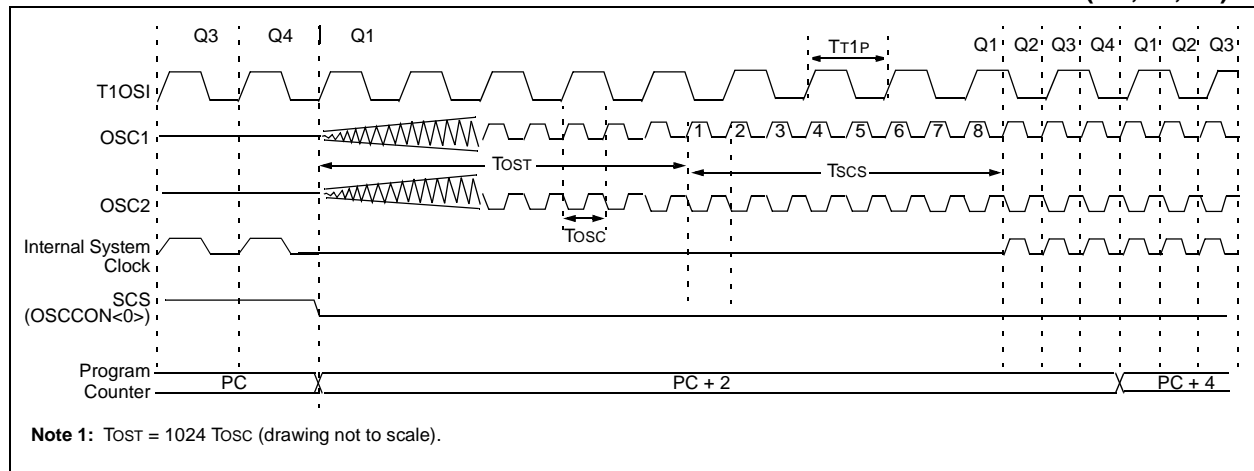 Q3 Q4 Q1 TT1P Q1 Q2 Q3 Q4 Q1 Q2 Q3
T1OSI
OSC1 1 2 3 4 5 6 7 8
TOST TSCS
OSC2
TOSC
Internal System
Clock
SCS
(OSCCON<0>)
Program
Counter
PC PC + 2 PC + 4
Note 1: TOST = 1024 TOSC (drawing not to scale).